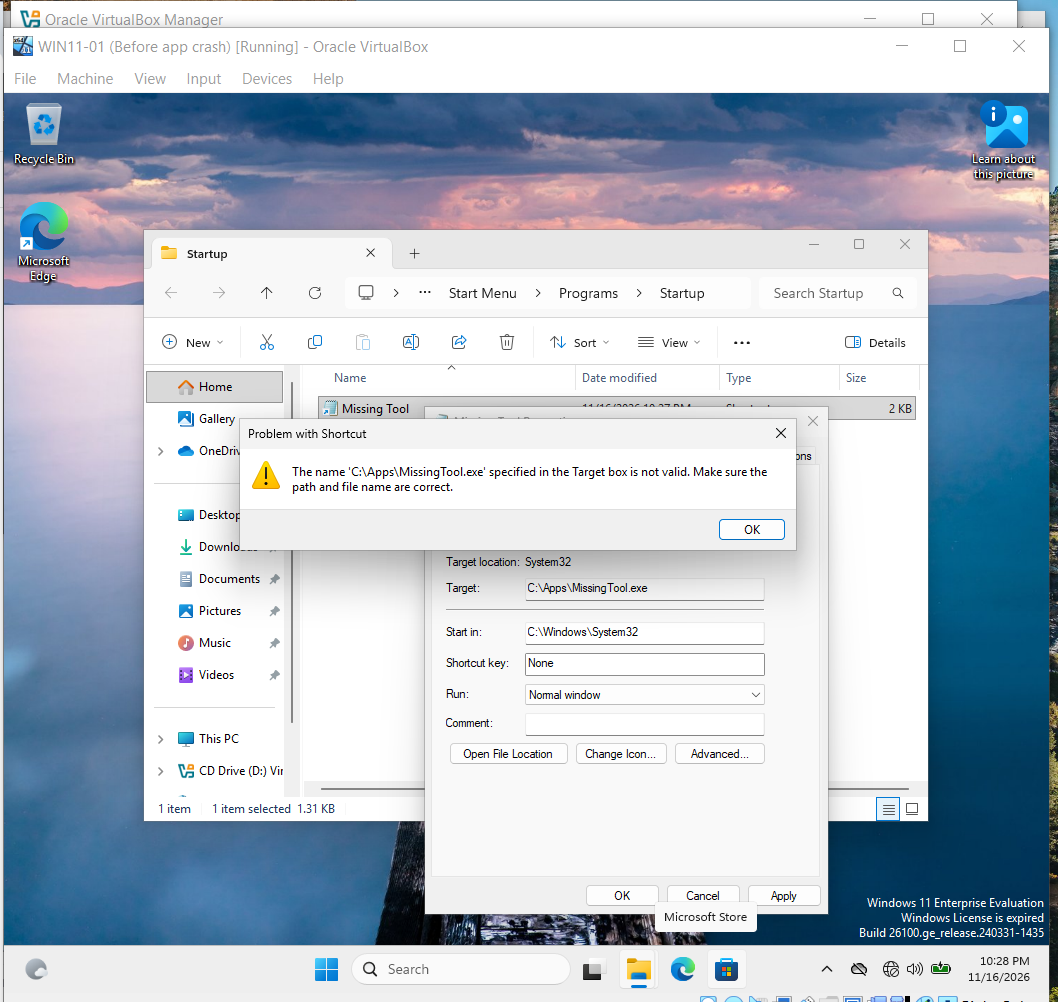 Oracle VirtualBox Manager
WIN11-01 (Before app crash) [Running] - Oracle VirtualBox
File Machine View Input Devices Help
Recycle Bin
Learn about
this picture
Microsoft
Edge
Startup
Start Menu Programs Startup
Search Startup
New
Sort
View
Details
Name Date modified Type Size
Home
Missing Tool
2 KB
Gallery
Problem with Shortcut
The name 'C:\Apps\MissingTool.exe' specified in the Target box is not valid. Make sure the
path and file name are correct.
OK
Documents
Pictures
Music
Videos
This PC
CD Drive (D:) Vir
Target location: System32
Target: C:\Apps\MissingTool.exe
Start in: C:\Windows\System32
Shortcut key: None
Run: Normal window
Comment:
Open File Location Change Icon... Advanced...
1 item 1 item selected 1.31 KB
OK Cancel Apply
Microsoft Store
Windows 11 Enterprise Evaluation
Windows License is expired
Build 26100.ge_release.240331-1435
Search
10:28 PM
11/16/2026